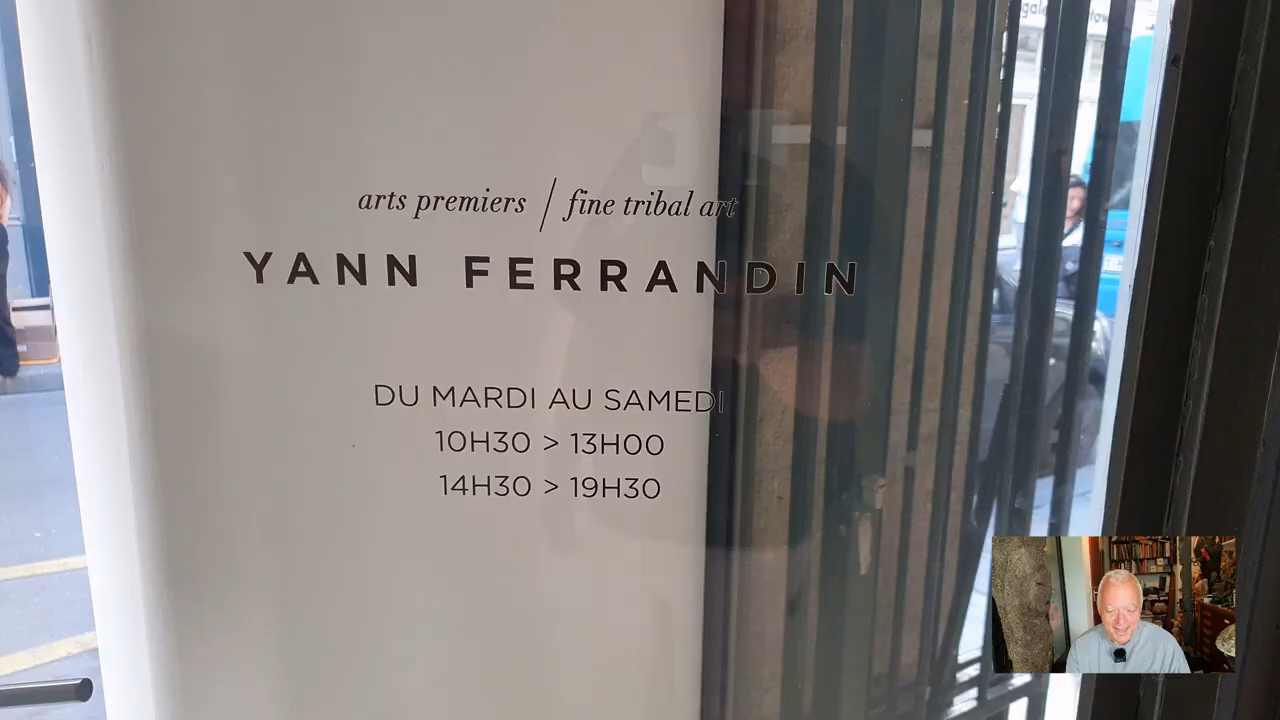 arts premiers / fine tribal art
YANN FERRANDIN
DU MARDI AU SAMEDI
10H30 > 13H00
14H30 > 19H30